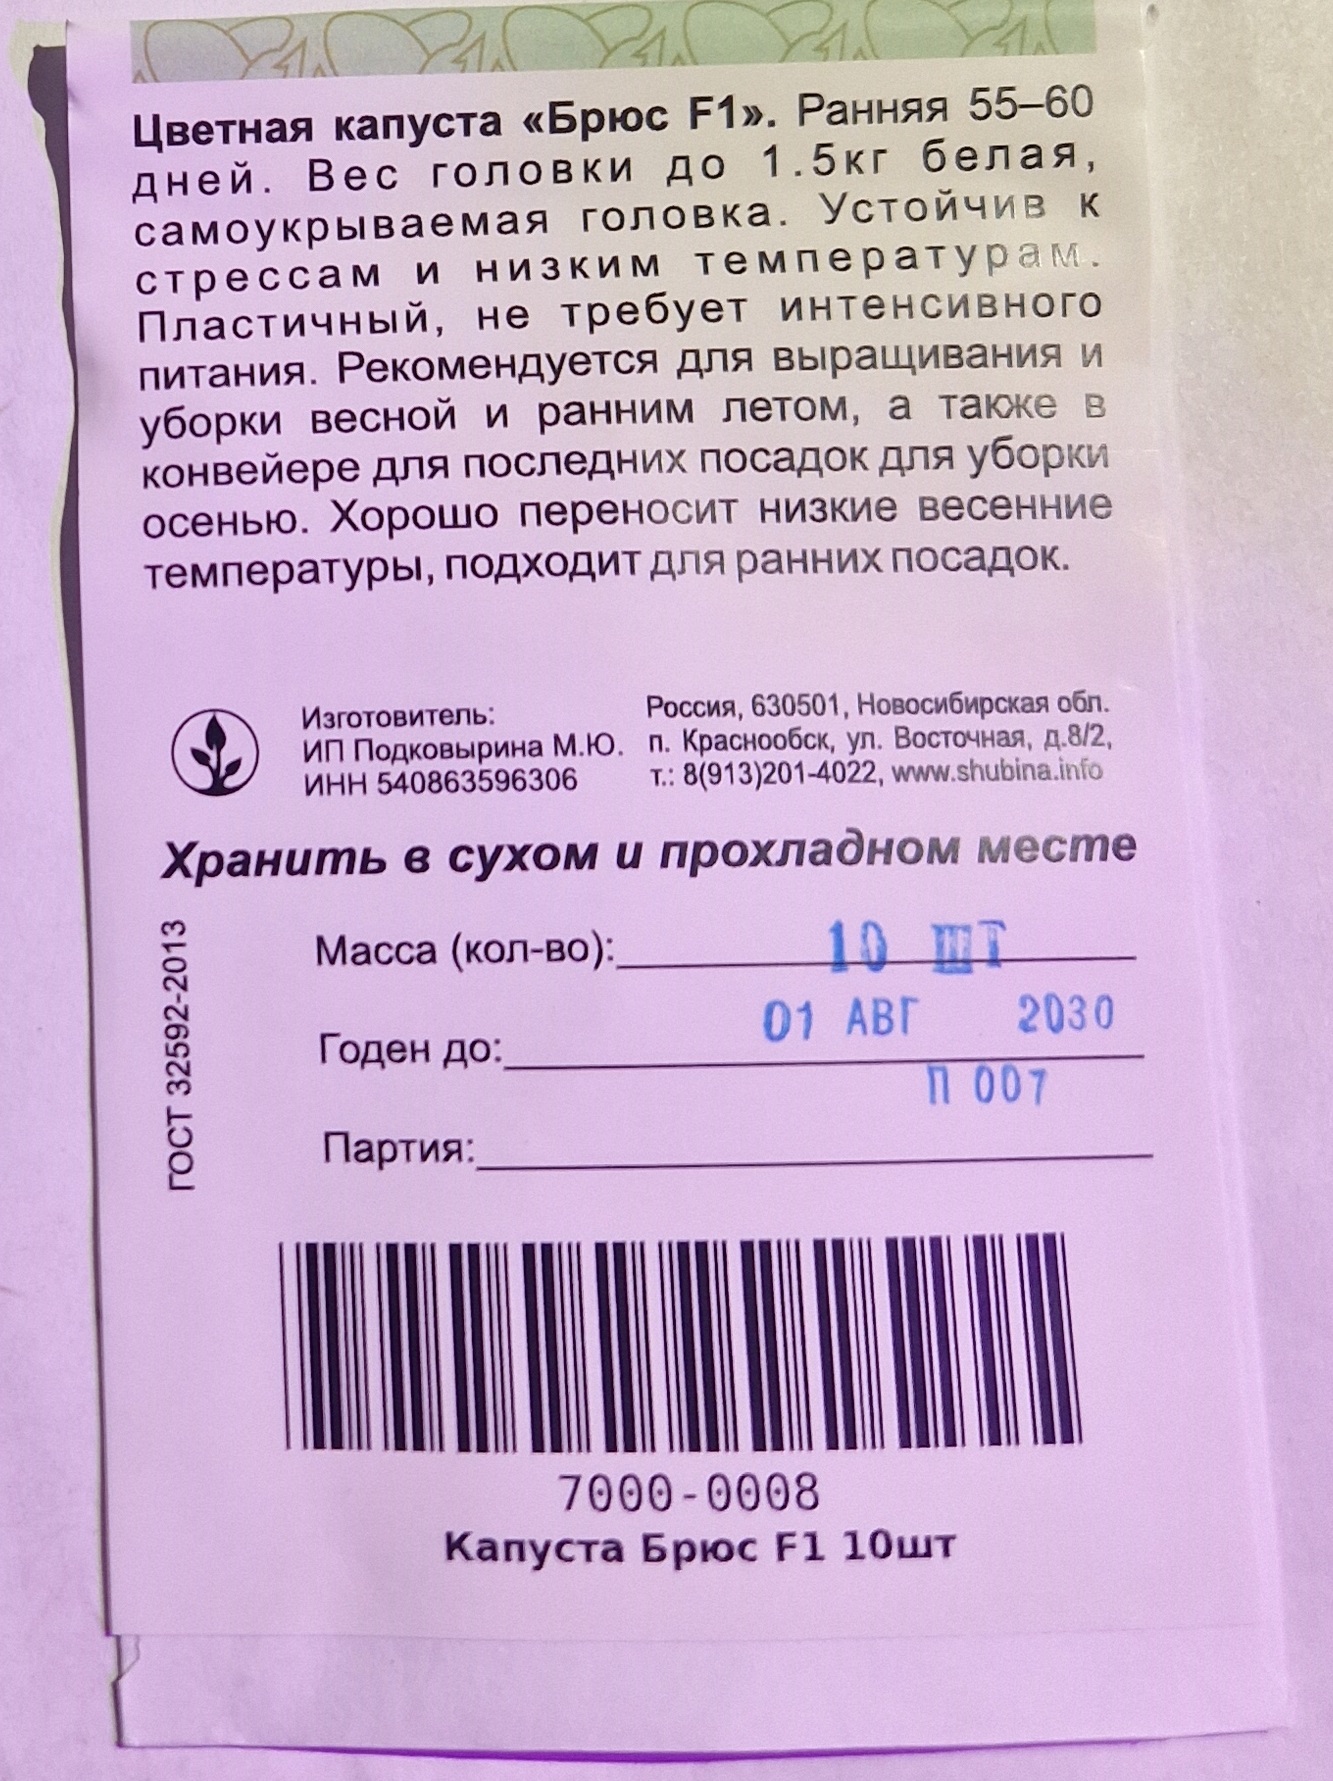 Цветная капуста «Брюс F1». Ранняя 55–60
дней. Вес головки до 1.5кг белая,
самоукрываемая головка. Устойчив к
стрессам и низким температурам.
Пластичный, не требует интенсивного
питания. Рекомендуется для выращивания и
уборки весной и ранним летом, а также в
конвейере для последних посадок для уборки
осенью. Хорошо переносит низкие весенние
температуры, подходит для ранних посадок.
Изготовитель:
ИП Подковырина М.Ю.
ИНН 540863596306
Россия, 630501, Новосибирская обл.
п. Краснообск, ул. Восточная, д.8/2,
т.: 8(913)201-4022, www.shubina.info
Хранить в сухом и прохладном месте
ГОСТ 32592-2013
Масса (кол-во): 10 ШТ
Годен до: 01 АВГ 2030
П 007
Партия:
7000-0008
Капуста Брюс F1 10шт